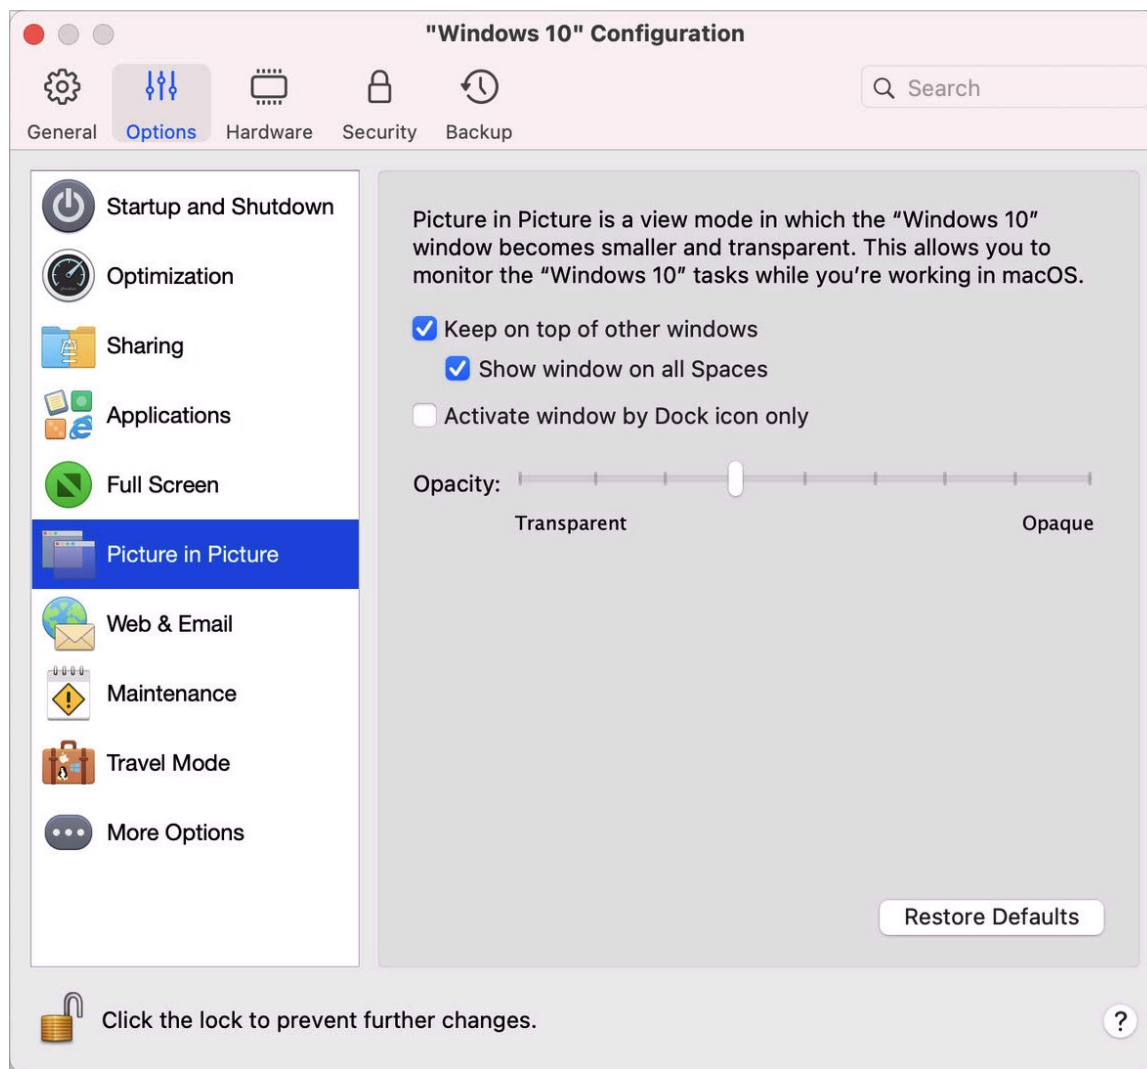 "Windows 10" Configuration
General
Options
Hardware
Security
Backup
Search
Startup and Shutdown
Optimization
Sharing
Applications
Full Screen
Picture in Picture
Web & Email
Maintenance
Travel Mode
More Options
Picture in Picture is a view mode in which the “Windows 10”
window becomes smaller and transparent. This allows you to
monitor the “Windows 10” tasks while you’re working in macOS.
Keep on top of other windows
Show window on all Spaces
Activate window by Dock icon only
Opacity:
Transparent
Opaque
Restore Defaults
Click the lock to prevent further changes.
?